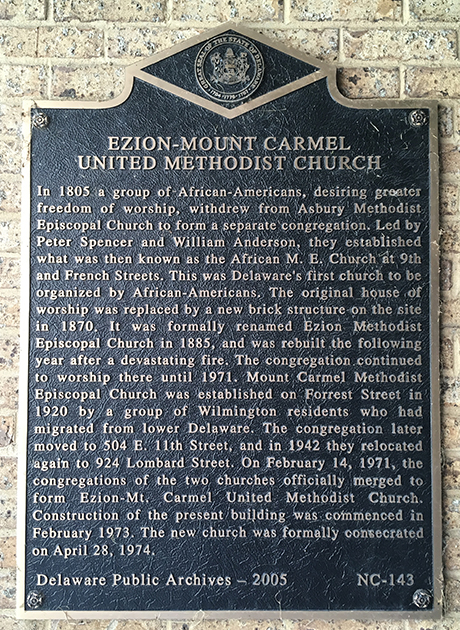 GREAT SEAL OF THE STATE OF DELAWARE
EZION-MOUNT CARMEL
UNITED METHODIST CHURCH
In 1805 a group of African-Americans, desiring greater
freedom of worship, withdrew from Asbury Methodist
Episcopal Church to form a separate congregation. Led by
Peter Spencer and William Anderson, they established
what was then known as the African M. E. Church at 9th
and French Streets. This was Delaware's first church to be
organized by African-Americans. The original house of
worship was replaced by a new brick structure on the site
in 1870. It was formally renamed Ezion Methodist
Episcopal Church in 1885, and was rebuilt the following
year after a devastating fire. The congregation continued
to worship there until 1971. Mount Carmel Methodist
Episcopal Church was established on Forrest Street in
1920 by a group of Wilmington residents who had
migrated from lower Delaware. The congregation later
moved to 504 E. 11th Street, and in 1942 they relocated
again to 924 Lombard Street. On February 14, 1971, the
congregations of the two churches officially merged to
form Ezion-Mt. Carmel United Methodist Church.
Construction of the present building was commenced in
February 1973. The new church was formally consecrated
on April 28, 1974.
Delaware Public Archives – 2005 NC-143